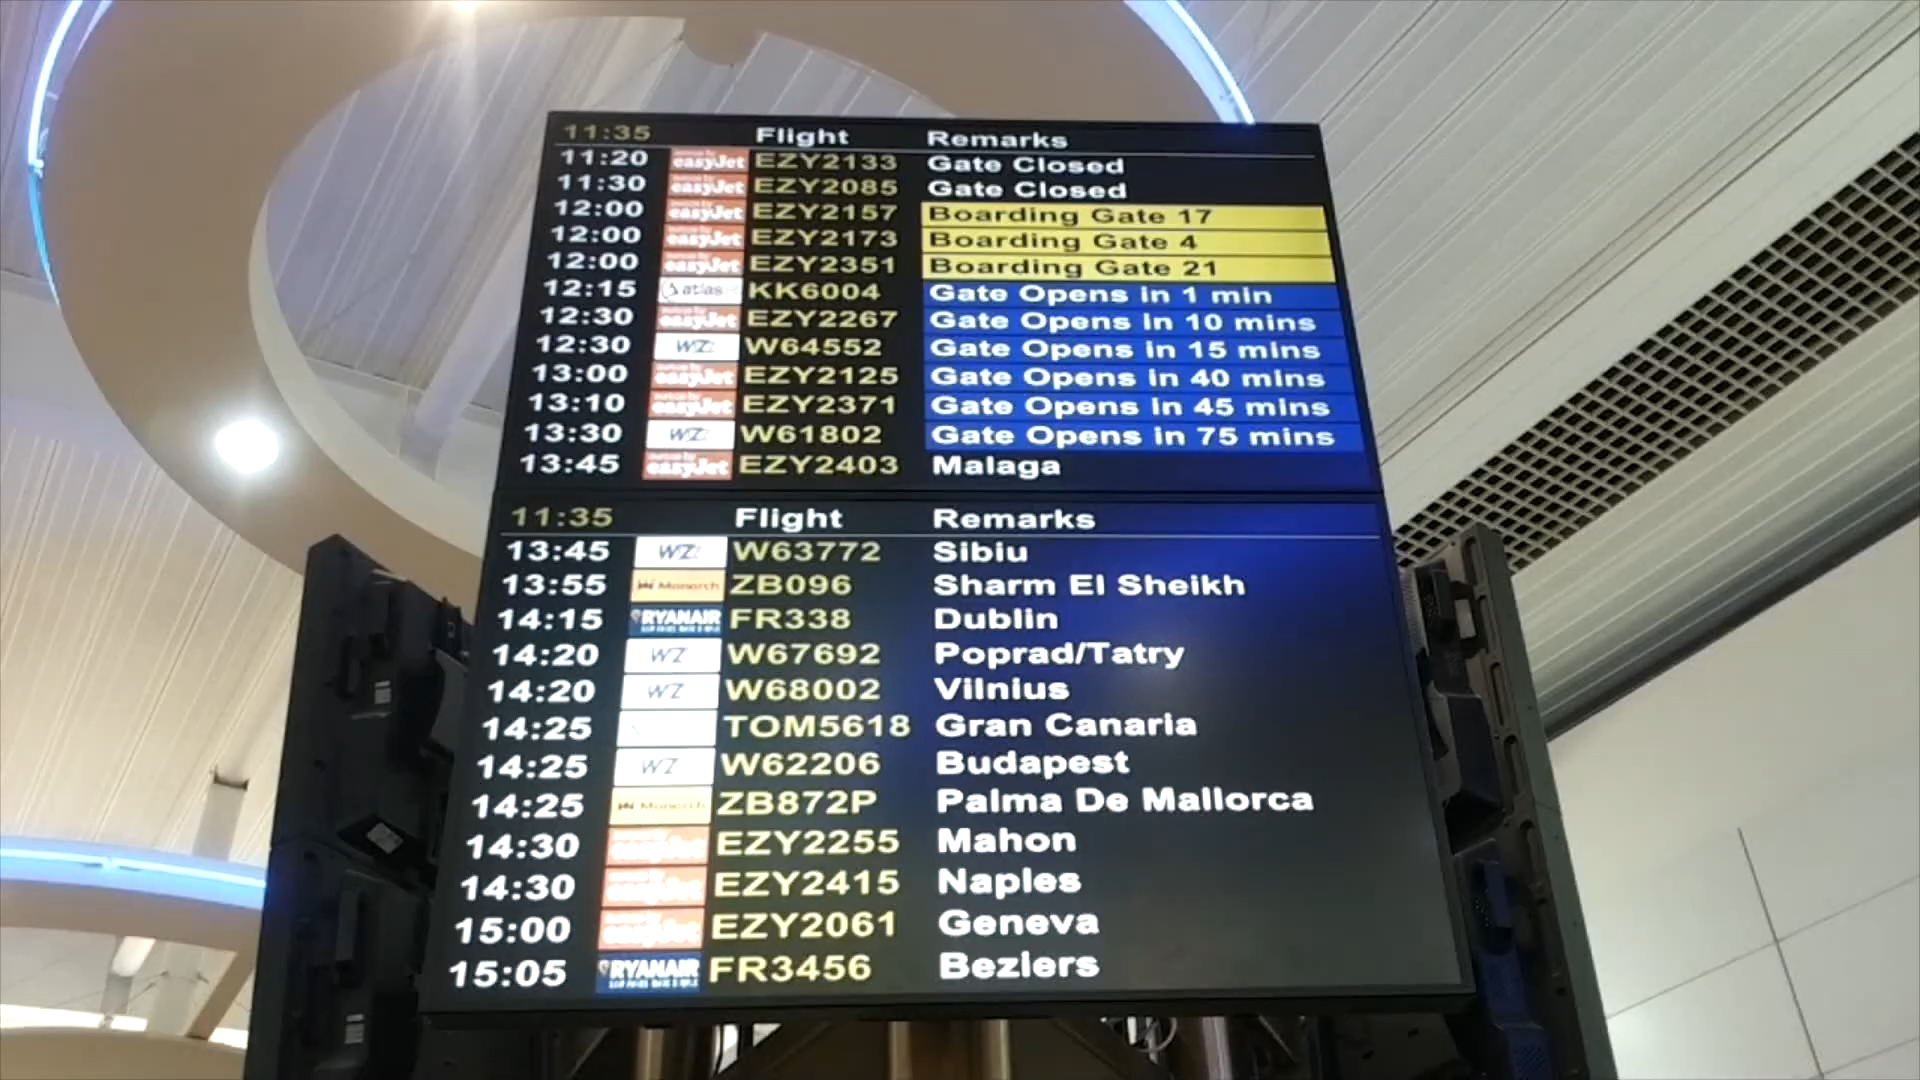 11:35 Flight Remarks
11:20 easyJet EZY2133 Gate Closed
11:30 easyJet EZY2085 Gate Closed
12:00 easyJet EZY2157 Boarding Gate 17
12:00 easyJet EZY2173 Boarding Gate 4
12:00 easyJet EZY2351 Boarding Gate 21
12:15 atlas KK6004 Gate Opens in 1 min
12:30 easyJet EZY2267 Gate Opens in 10 mins
12:30 WZ W64552 Gate Opens in 15 mins
13:00 easyJet EZY2125 Gate Opens in 40 mins
13:10 easyJet EZY2371 Gate Opens in 45 mins
13:30 WZ W61802 Gate Opens in 75 mins
13:45 easyJet EZY2403 Malaga
11:35 Flight Remarks
13:45 WZ W63772 Sibiu
13:55 Monarch ZB096 Sharm El Sheikh
14:15 RYANAIR FR338 Dublin
14:20 WZ W67692 Poprad/Tatry
14:20 WZ W68002 Vilnius
14:25 TOM5618 Gran Canaria
14:25 WZ W62206 Budapest
14:25 Monarch ZB872P Palma De Mallorca
14:30 easyJet EZY2255 Mahon
14:30 easyJet EZY2415 Naples
15:00 easyJet EZY2061 Geneva
15:05 RYANAIR FR3456 Beziers